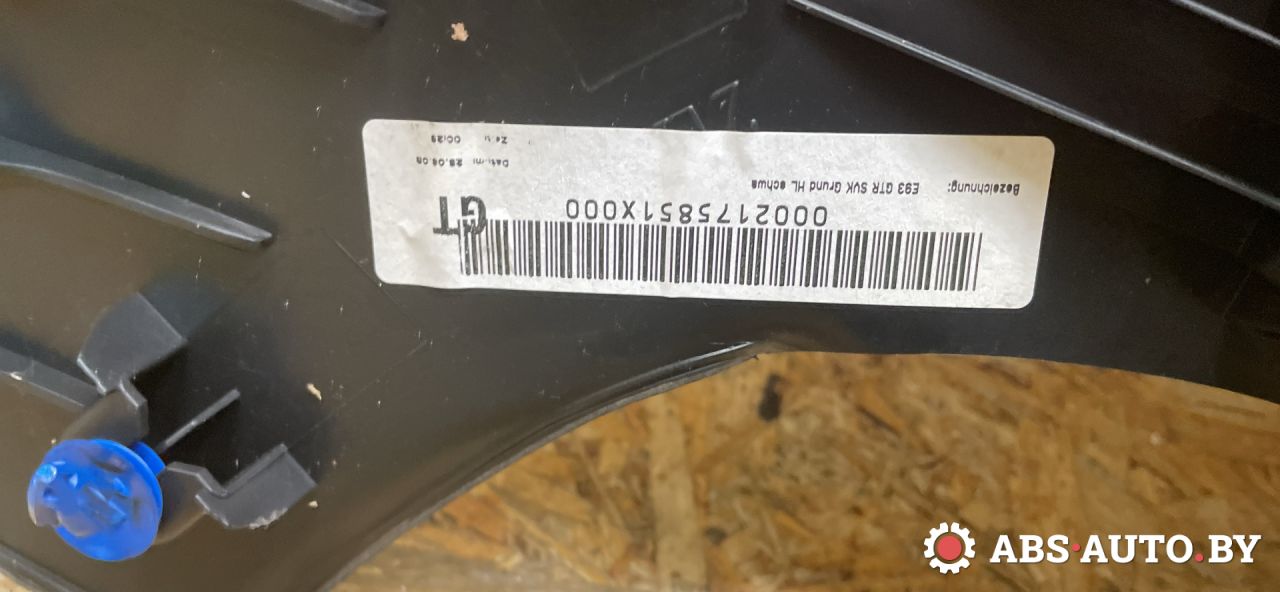 0002175851X000
GT
Bezeichnung: E93 GTR SVK Grund HL schwa
ABS·AUTO.BY